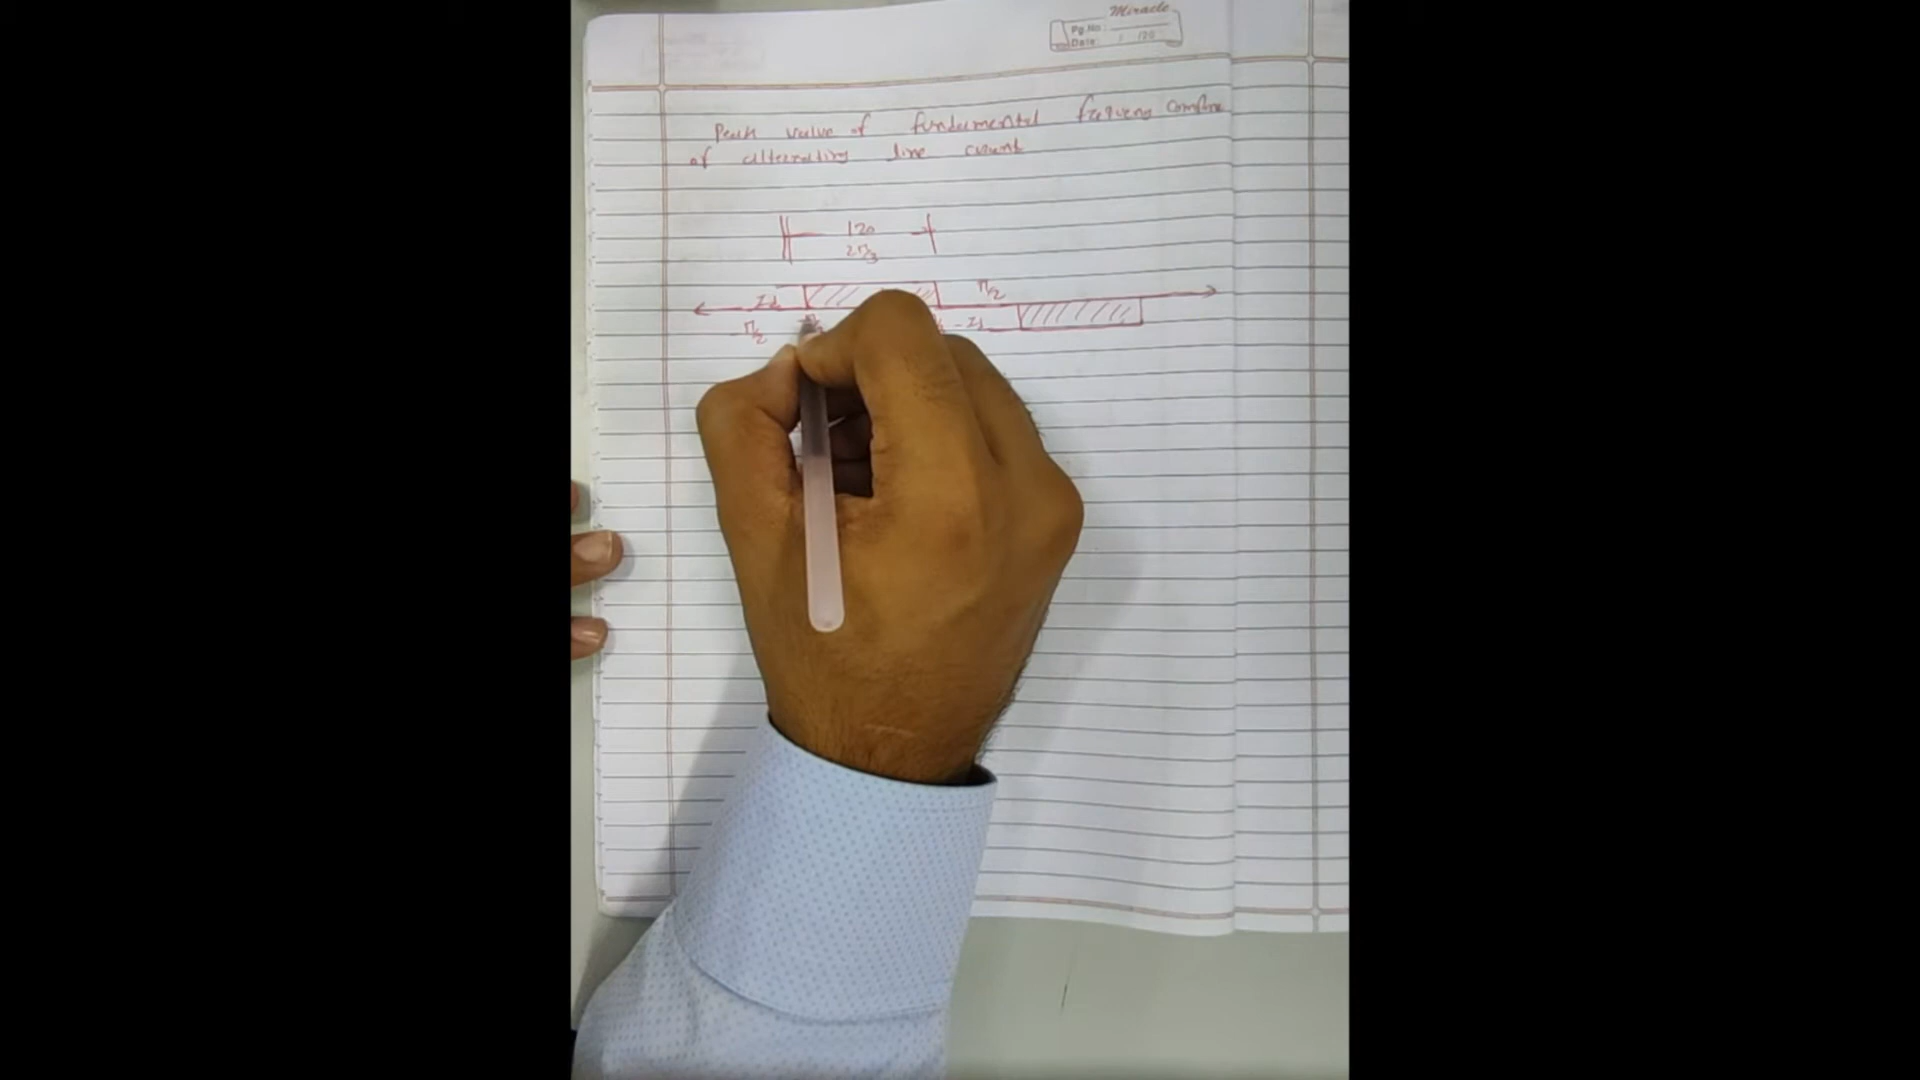 Miracle
Pg.No:
Date: / /20
Peak value of fundamental frequency
of alternating line current
120
2π/3
Id
π/2
π/2
-Id